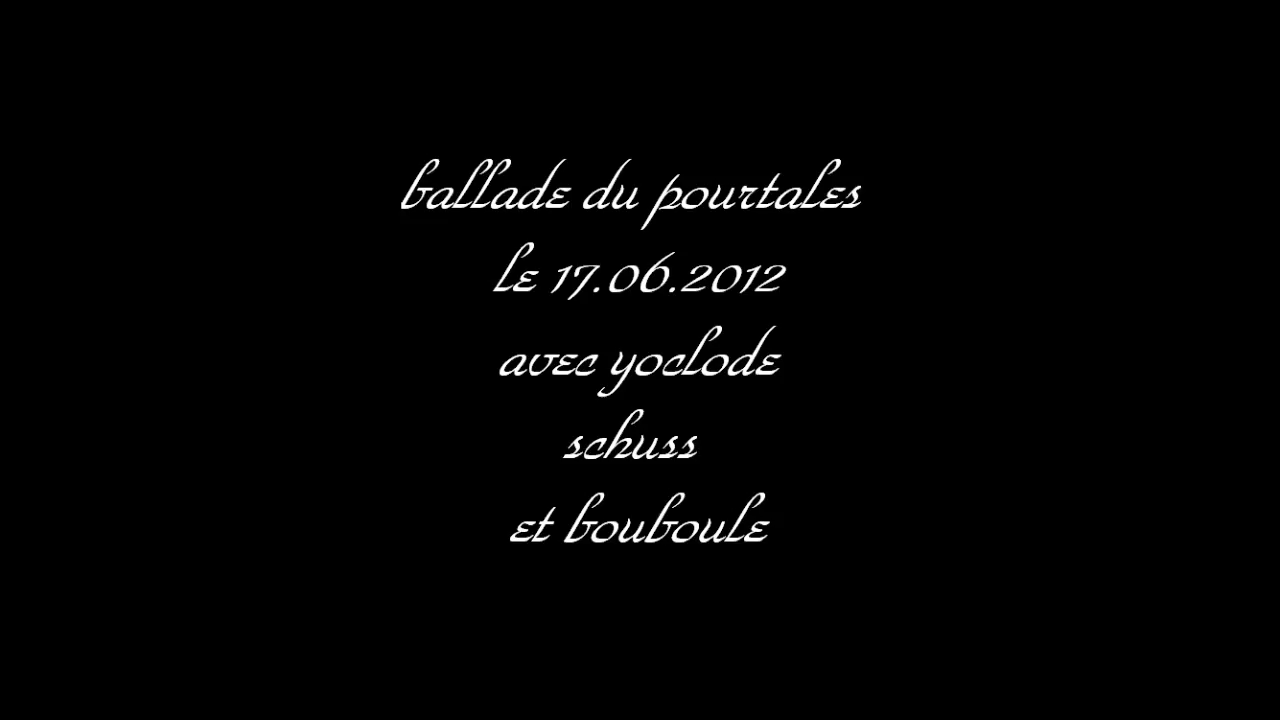 ballade du pourtales
le 17.06.2012
avec yoclode
schuss
et bouboule